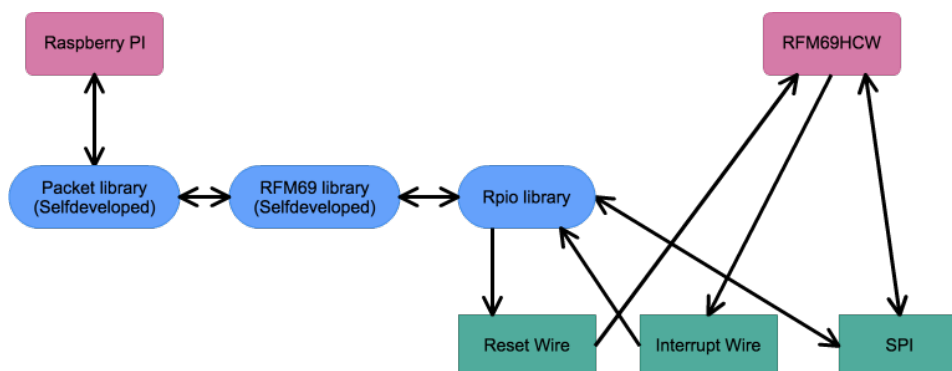 Raspberry PI
RFM69HCW
Packet library
(Selfdeveloped)
RFM69 library
(Selfdeveloped)
Rpio library
Reset Wire
Interrupt Wire
SPI